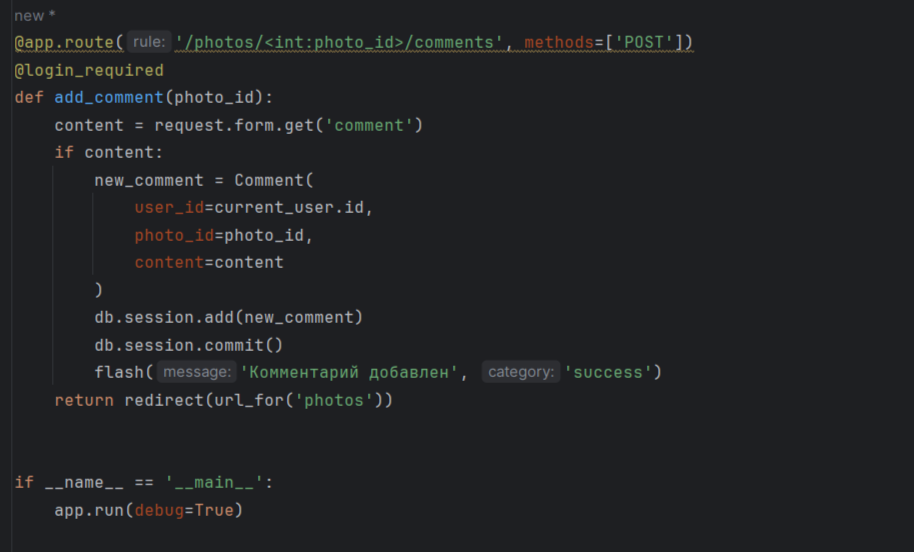 new *
@app.route( rule: '/photos/<int:photo_id>/comments', methods=['POST'])
@login_required
def add_comment(photo_id):
    content = request.form.get('comment')
    if content:
        new_comment = Comment(
            user_id=current_user.id,
            photo_id=photo_id,
            content=content
        )
        db.session.add(new_comment)
        db.session.commit()
        flash( message: 'Комментарий добавлен',  category: 'success')
    return redirect(url_for('photos'))
if __name__ == '__main__':
    app.run(debug=True)